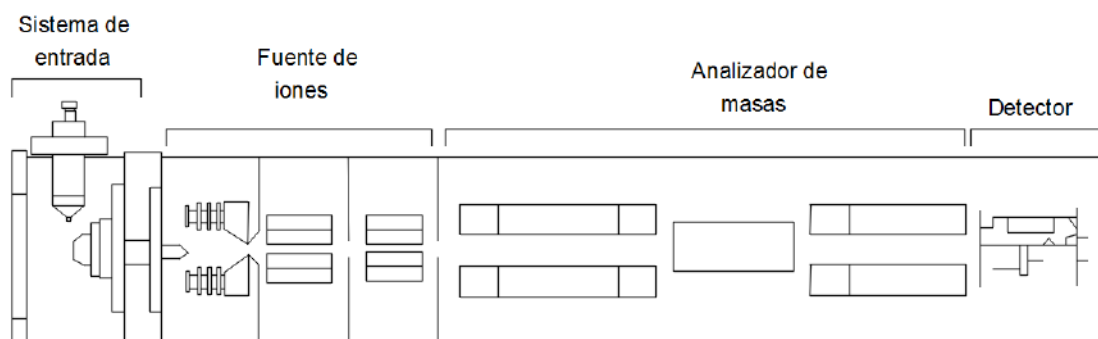 Sistema de
entrada
Fuente de
iones
Analizador de
masas
Detector